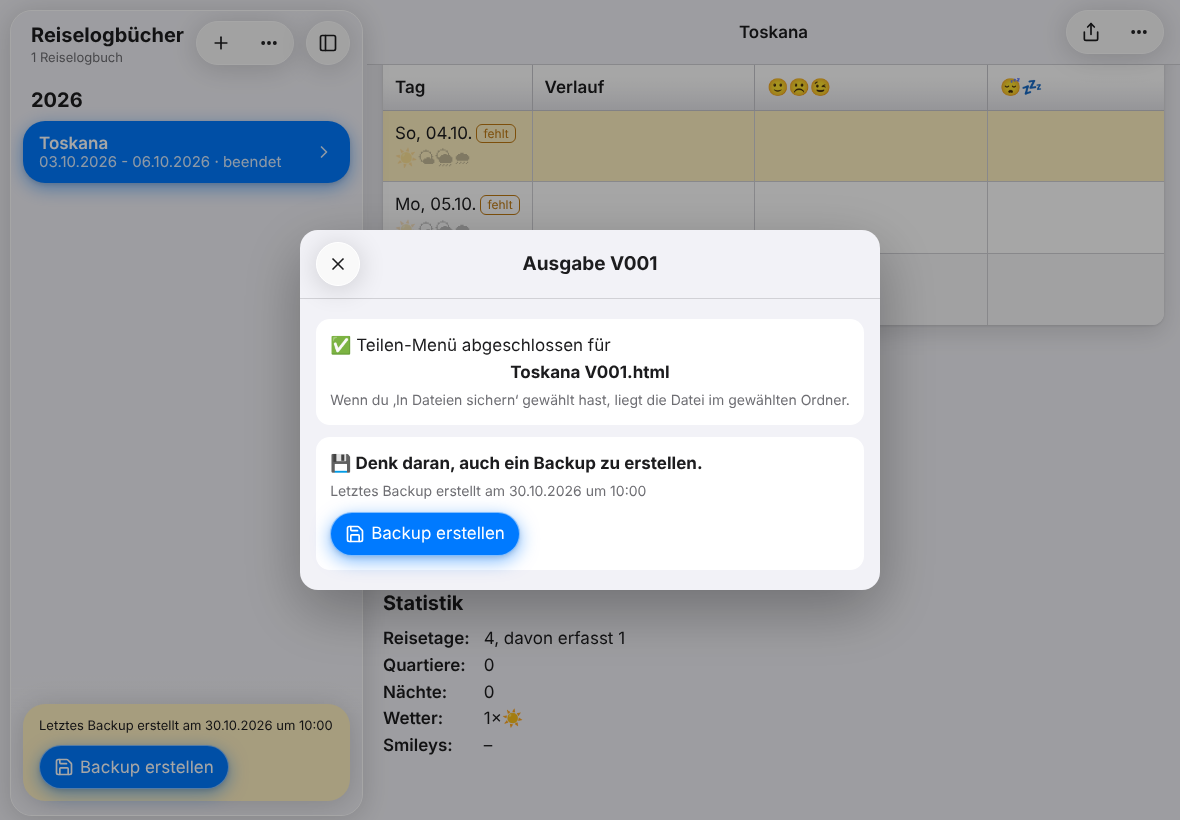 Reiselogbücher
1 Reiselogbuch
2026
Toskana
03.10.2026 - 06.10.2026 · beendet
Letztes Backup erstellt am 30.10.2026 um 10:00
Backup erstellen
Toskana
Tag Verlauf 🙂☹️😉 😴💤
So, 04.10. fehlt
☀️🌤️🌦️🌧️
Mo, 05.10. fehlt
Ausgabe V001
✅ Teilen-Menü abgeschlossen für
Toskana V001.html
Wenn du ‚In Dateien sichern‘ gewählt hast, liegt die Datei im gewählten Ordner.
💾 Denk daran, auch ein Backup zu erstellen.
Letztes Backup erstellt am 30.10.2026 um 10:00
Backup erstellen
Statistik
Reisetage: 4, davon erfasst 1
Quartiere: 0
Nächte: 0
Wetter: 1×☀️
Smileys: –